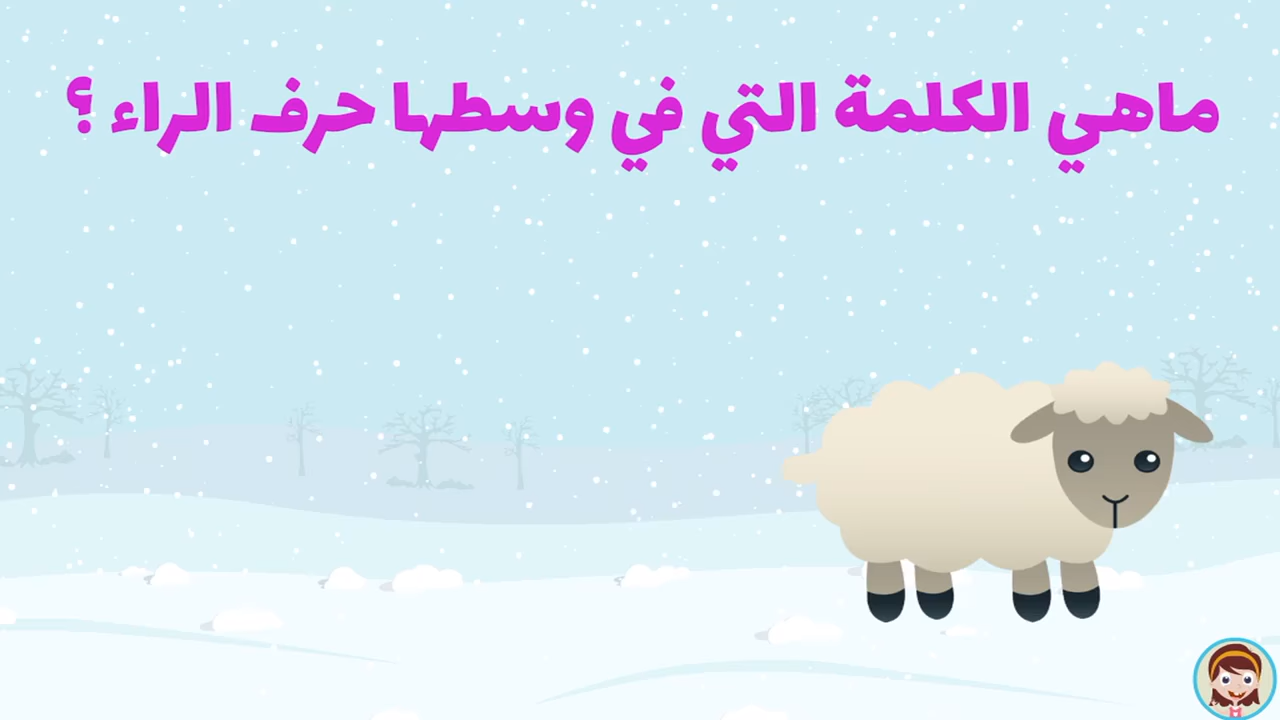 ماهي الكلمة التي في وسطها حرف الراء ؟